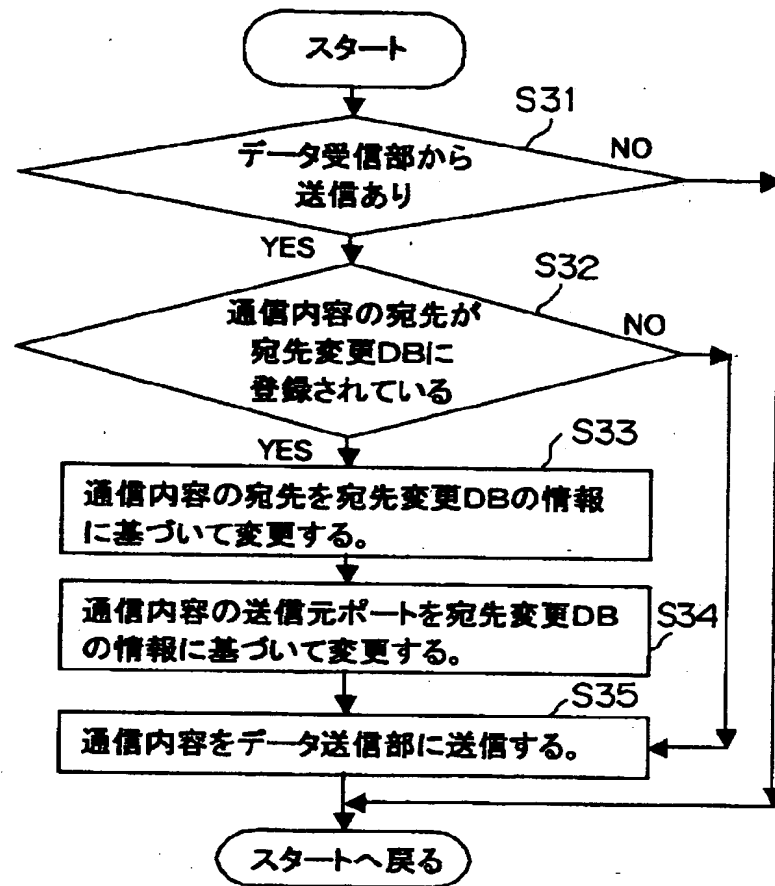 スタート
S31
データ受信部から
送信あり
NO
YES
S32
通信内容の宛先が
宛先変更DBに
登録されている
NO
YES
S33
通信内容の宛先を宛先変更DBの情報
に基づいて変更する。
通信内容の送信元ポートを宛先変更DB
の情報に基づいて変更する。
S34
S35
通信内容をデータ送信部に送信する。
スタートへ戻る